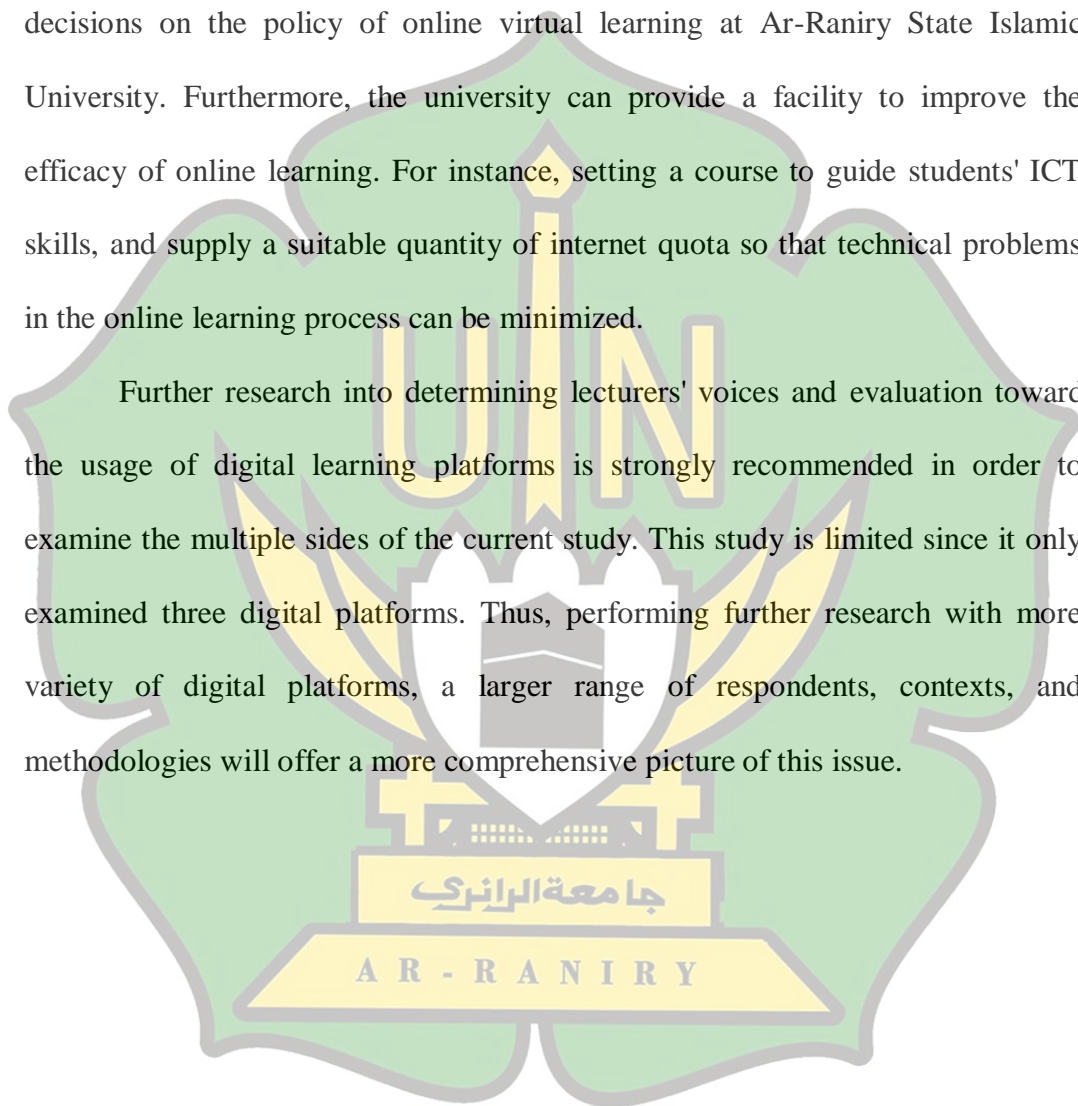 decisions on the policy of online virtual learning at Ar-Raniry State Islamic
University. Furthermore, the university can provide a facility to improve the
efficacy of online learning. For instance, setting a course to guide students' ICT
skills, and supply a suitable quantity of internet quota so that technical problems
in the online learning process can be minimized.
UIN
Further research into determining lecturers' voices and evaluation toward
the usage of digital learning platforms is strongly recommended in order to
examine the multiple sides of the current study. This study is limited since it only
examined three digital platforms. Thus, performing further research with more
variety of digital platforms, a larger range of respondents, contexts, and
methodologies will offer a more comprehensive picture of this issue.
جامعة الرانري
AR-RANIRY